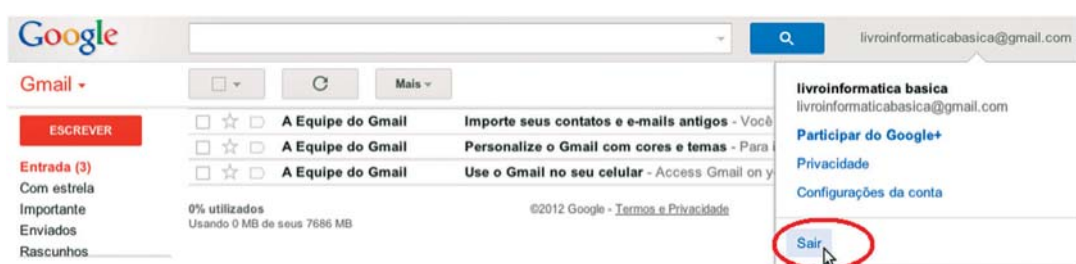 Google
livroinformaticabasica@gmail.com
Gmail
Mais
livroinformatica basica
livroinformaticabasica@gmail.com
Participar do Google+
Privacidade
Configurações da conta
Sair
ESCREVER
Entrada (3)
Com estrela
Importante
Enviados
Rascunhos
A Equipe do Gmail Importe seus contatos e e-mails antigos - Você
A Equipe do Gmail Personalize o Gmail com cores e temas - Para
A Equipe do Gmail Use o Gmail no seu celular - Access Gmail on
0% utilizados
Usando 0 MB de seus 7686 MB
©2012 Google - Termos e Privacidade